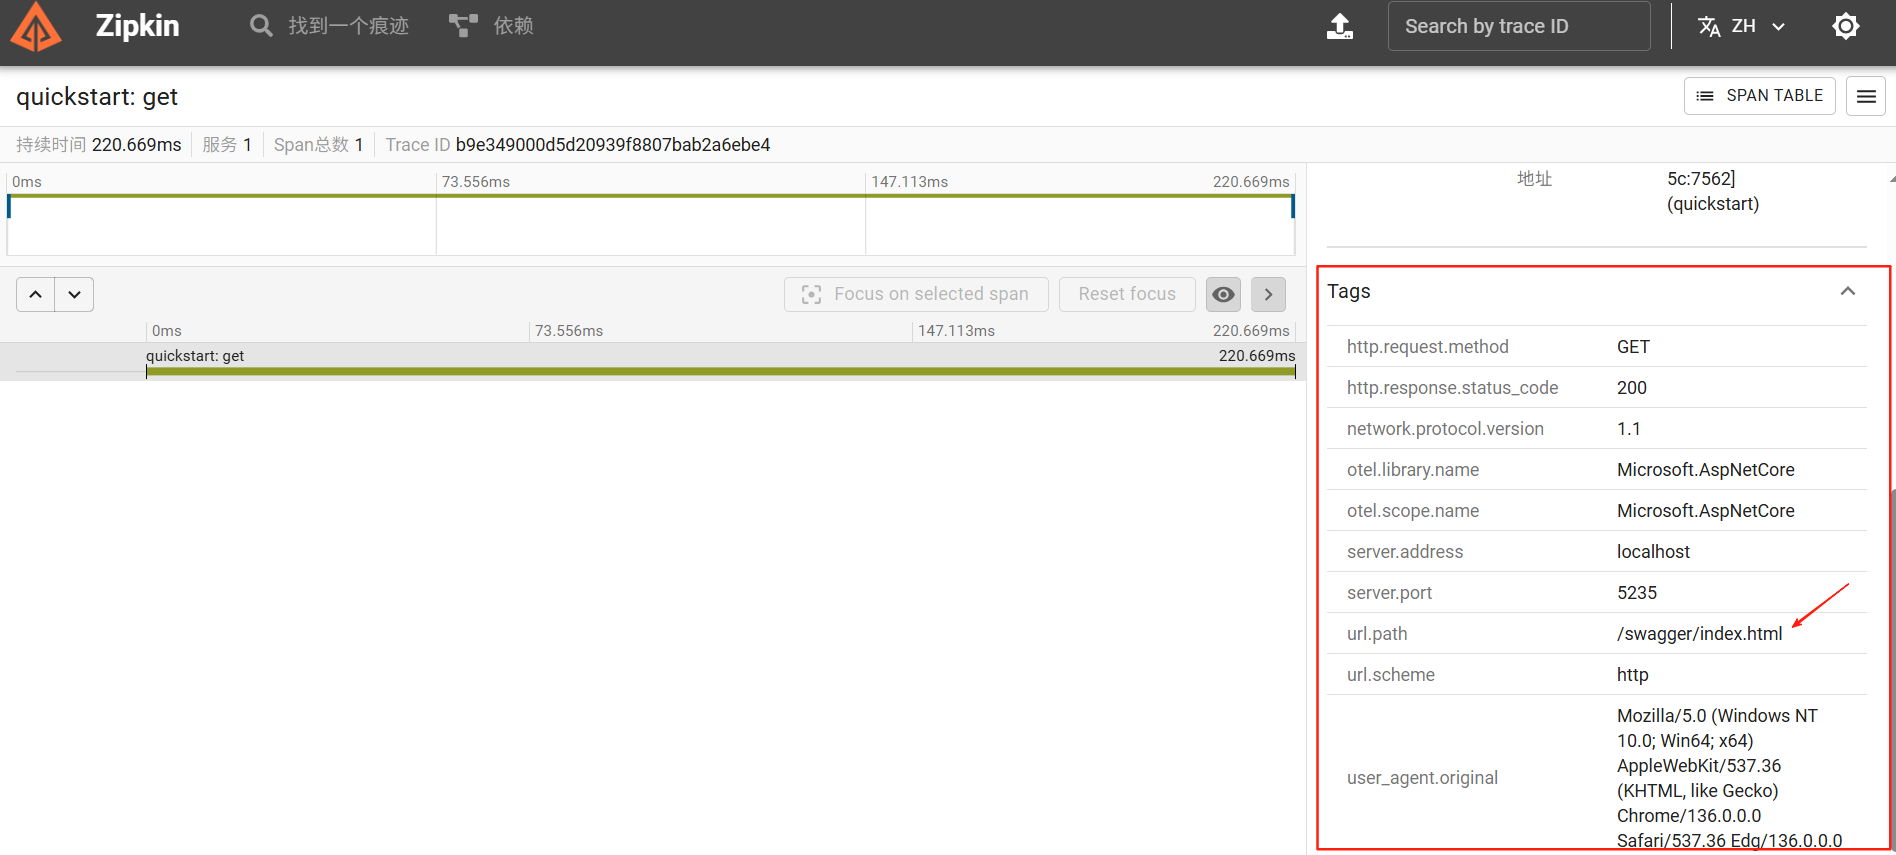 Zipkin 找到一个痕迹 依赖 Search by trace ID ZH
quickstart: get SPAN TABLE
持续时间 220.669ms 服务 1 Span总数 1 Trace ID b9e349000d5d20939f8807bab2a6ebe4
0ms 73.556ms 147.113ms 220.669ms
Focus on selected span Reset focus
0ms 73.556ms 147.113ms 220.669ms
quickstart: get 220.669ms
地址 5c:7562]
(quickstart)
Tags
http.request.method GET
http.response.status_code 200
network.protocol.version 1.1
otel.library.name Microsoft.AspNetCore
otel.scope.name Microsoft.AspNetCore
server.address localhost
server.port 5235
url.path /swagger/index.html
url.scheme http
user_agent.original Mozilla/5.0 (Windows NT
10.0; Win64; x64)
AppleWebKit/537.36
(KHTML, like Gecko)
Chrome/136.0.0.0
Safari/537.36 Edg/136.0.0.0